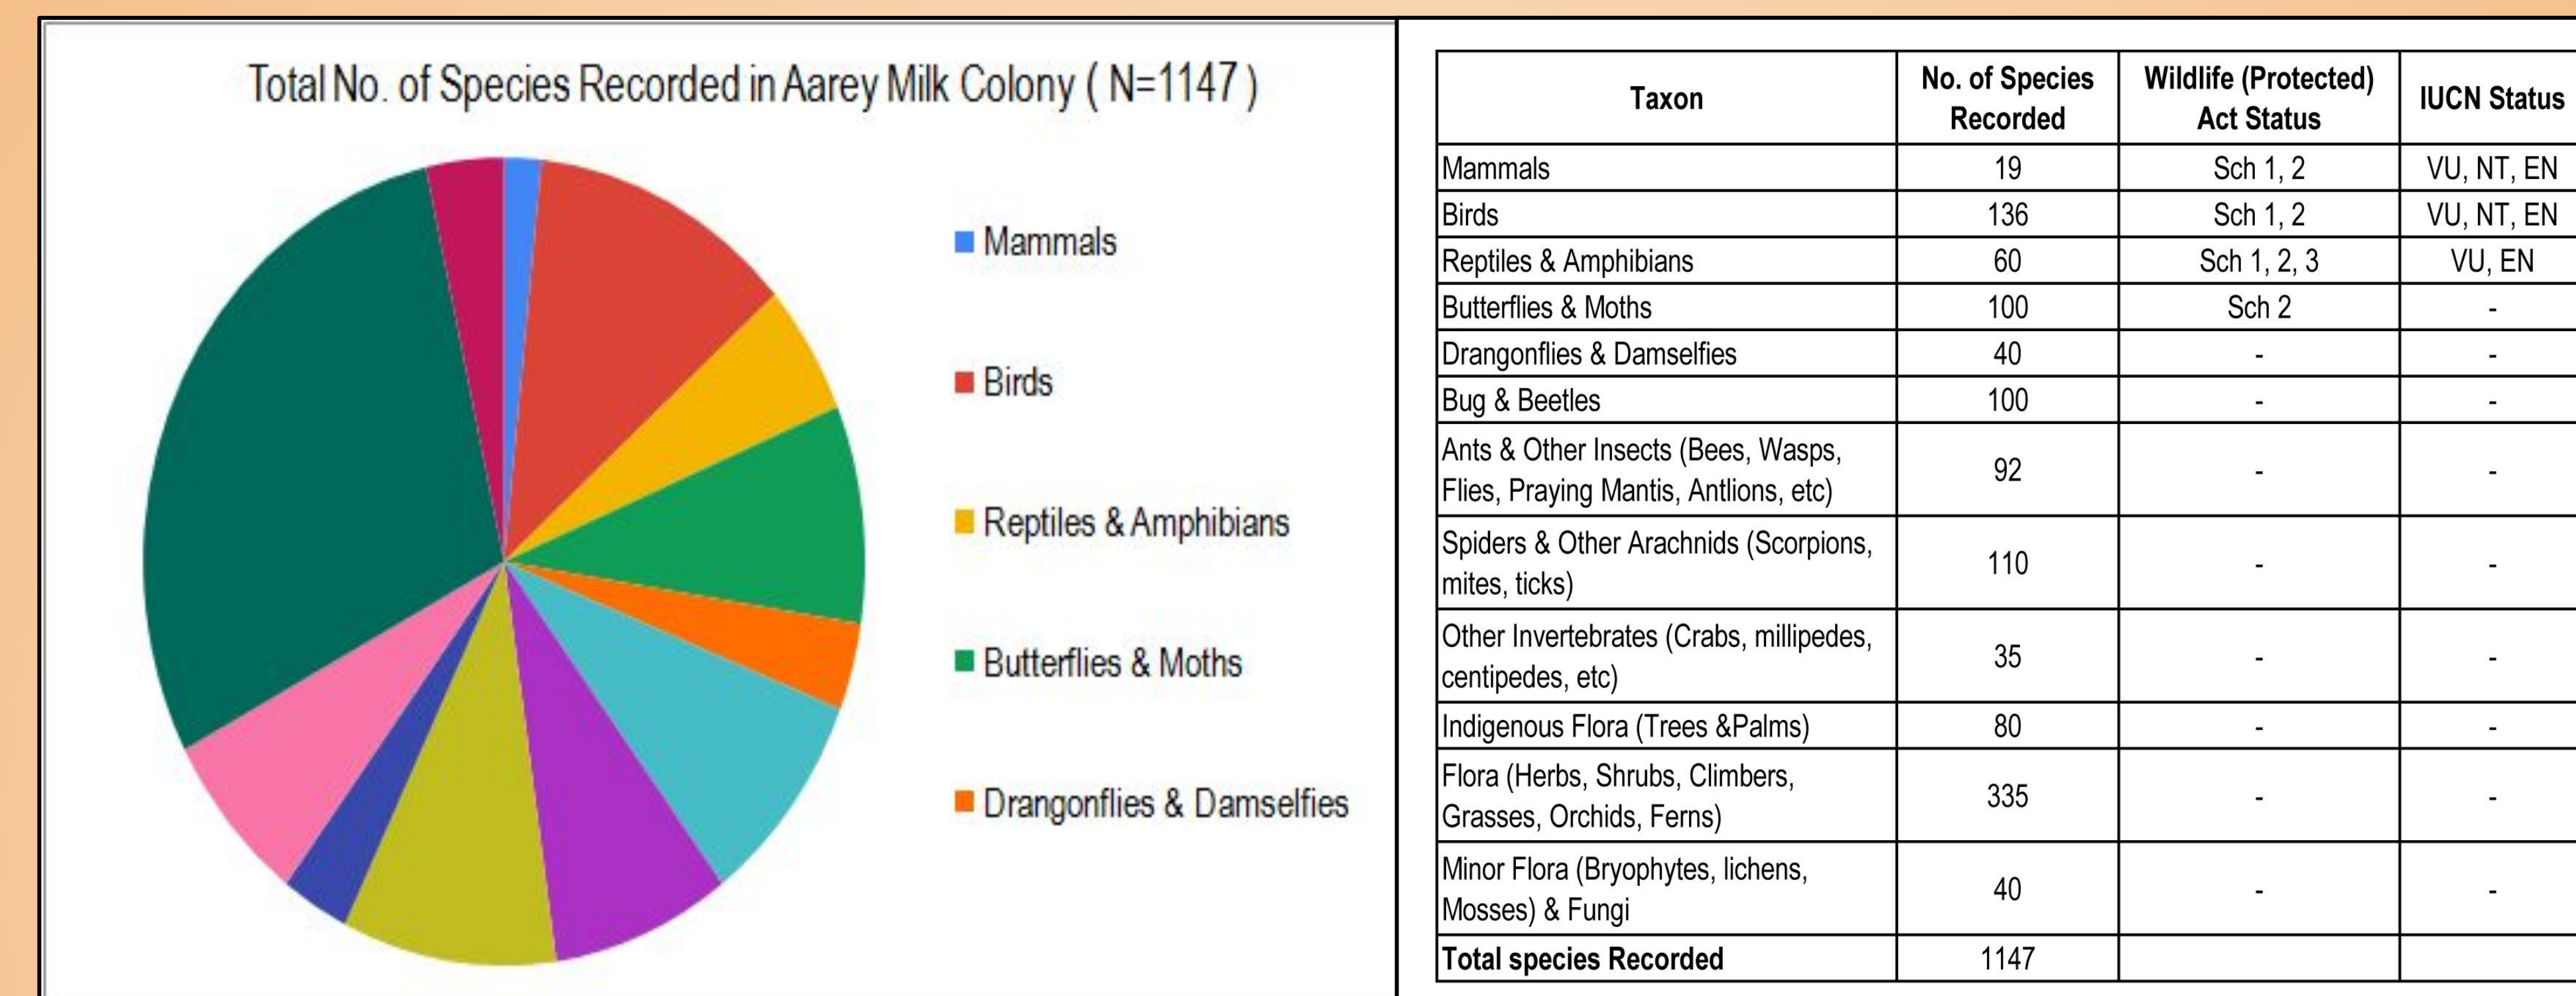 Total No. of Species Recorded in Aarey Milk Colony ( N=1147 )
Mammals
Birds
Reptiles & Amphibians
Butterflies & Moths
Drangonflies & Damselfies
Taxon
No. of Species
Recorded
Wildlife (Protected)
Act Status
IUCN Status
Mammals 19 Sch 1, 2 VU, NT, EN
Birds 136 Sch 1, 2 VU, NT, EN
Reptiles & Amphibians 60 Sch 1, 2, 3 VU, EN
Butterflies & Moths 100 Sch 2 -
Drangonflies & Damselfies 40 - -
Bug & Beetles 100 - -
Ants & Other Insects (Bees, Wasps,
Flies, Praying Mantis, Antlions, etc)
92 - -
Spiders & Other Arachnids (Scorpions,
mites, ticks)
110 - -
Other Invertebrates (Crabs, millipedes,
centipedes, etc)
35 - -
Indigenous Flora (Trees &Palms) 80 - -
Flora (Herbs, Shrubs, Climbers,
Grasses, Orchids, Ferns)
335 - -
Minor Flora (Bryophytes, lichens,
Mosses) & Fungi
40 - -
Total species Recorded 1147